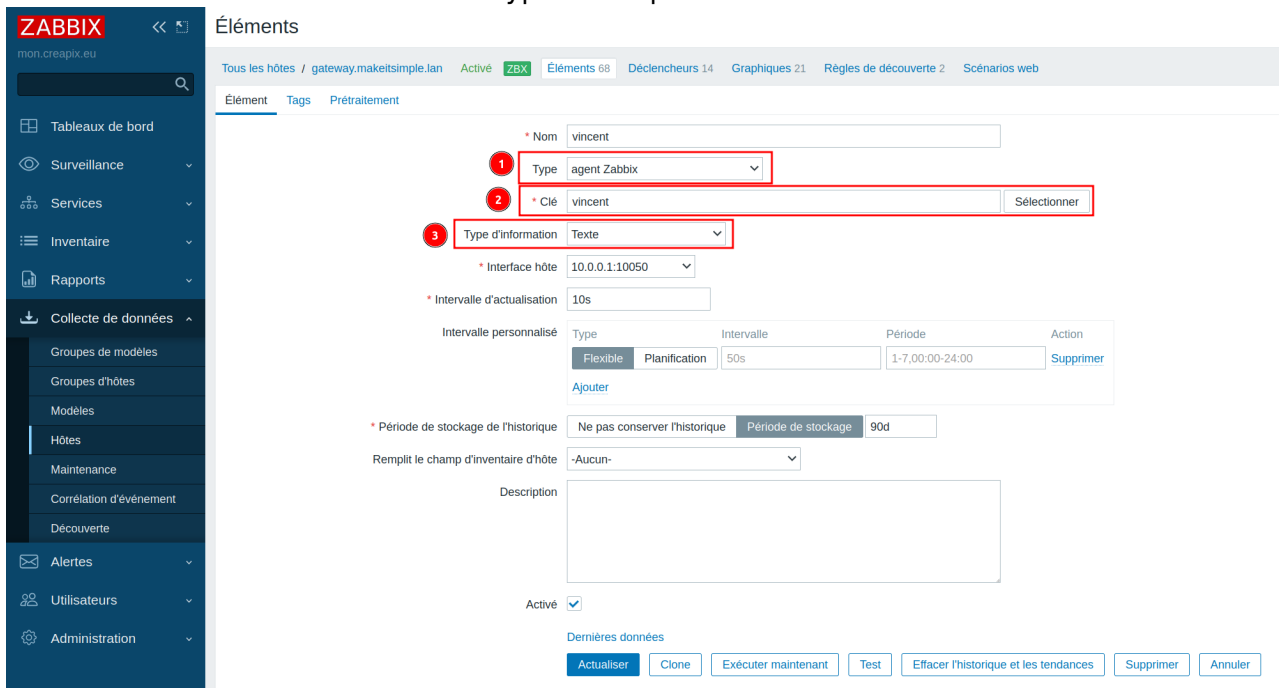 ZABBIX
mon.creapix.eu
Tableaux de bord
Surveillance
Services
Inventaire
Rapports
Collecte de données
Groupes de modèles
Groupes d'hôtes
Modèles
Hôtes
Maintenance
Corrélation d'événement
Découverte
Alertes
Utilisateurs
Administration
Éléments
Tous les hôtes / gateway.makeitsimple.lan Activé ZBX Éléments 68 Déclencheurs 14 Graphiques 21 Règles de découverte 2 Scénarios web
Élément Tags Prétraitement
* Nom vincent
1 Type agent Zabbix
2 * Clé vincent Sélectionner
3 Type d'information Texte
* Interface hôte 10.0.0.1:10050
* Intervalle d'actualisation 10s
Intervalle personnalisé Type Intervalle Période Action
Flexible Planification 50s 1-7,00:00-24:00 Supprimer
Ajouter
* Période de stockage de l'historique Ne pas conserver l'historique Période de stockage 90d
Remplit le champ d'inventaire d'hôte -Aucun-
Description
Activé
Dernières données
Actualiser Clone Exécuter maintenant Test Effacer l'historique et les tendances Supprimer Annuler